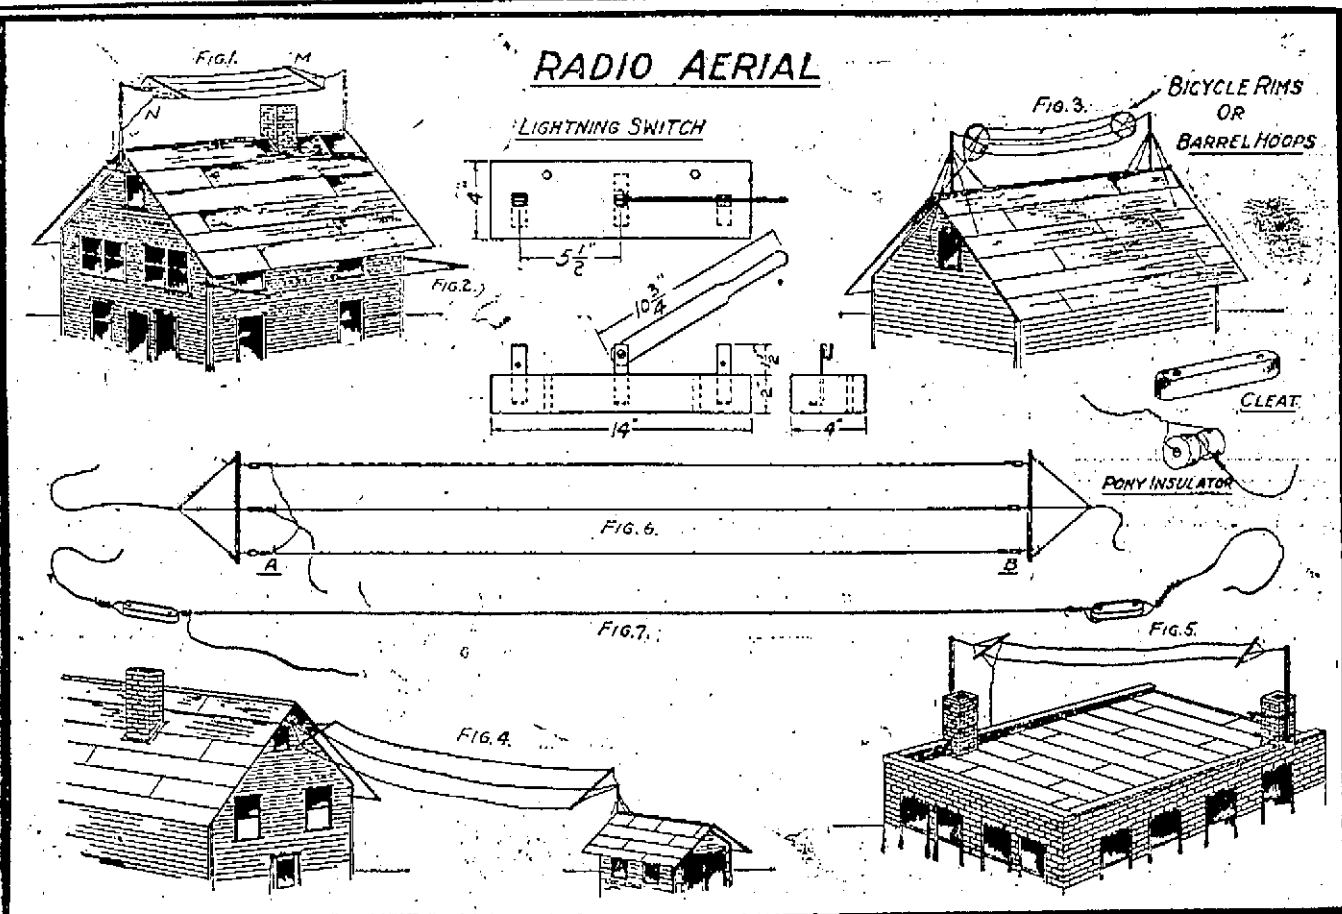 RADIO AERIAL
FIG.1.
M
N
FIG.2.
LIGHTNING SWITCH
4"
5 1/2"
10 3/4"
1 1/2"
2"
14"
4"
FIG.3.
BICYCLE RIMS
OR
BARREL HOOPS
CLEAT
PONY INSULATOR
FIG.6.
A
B
FIG.7.
FIG.5.
FIG.4.